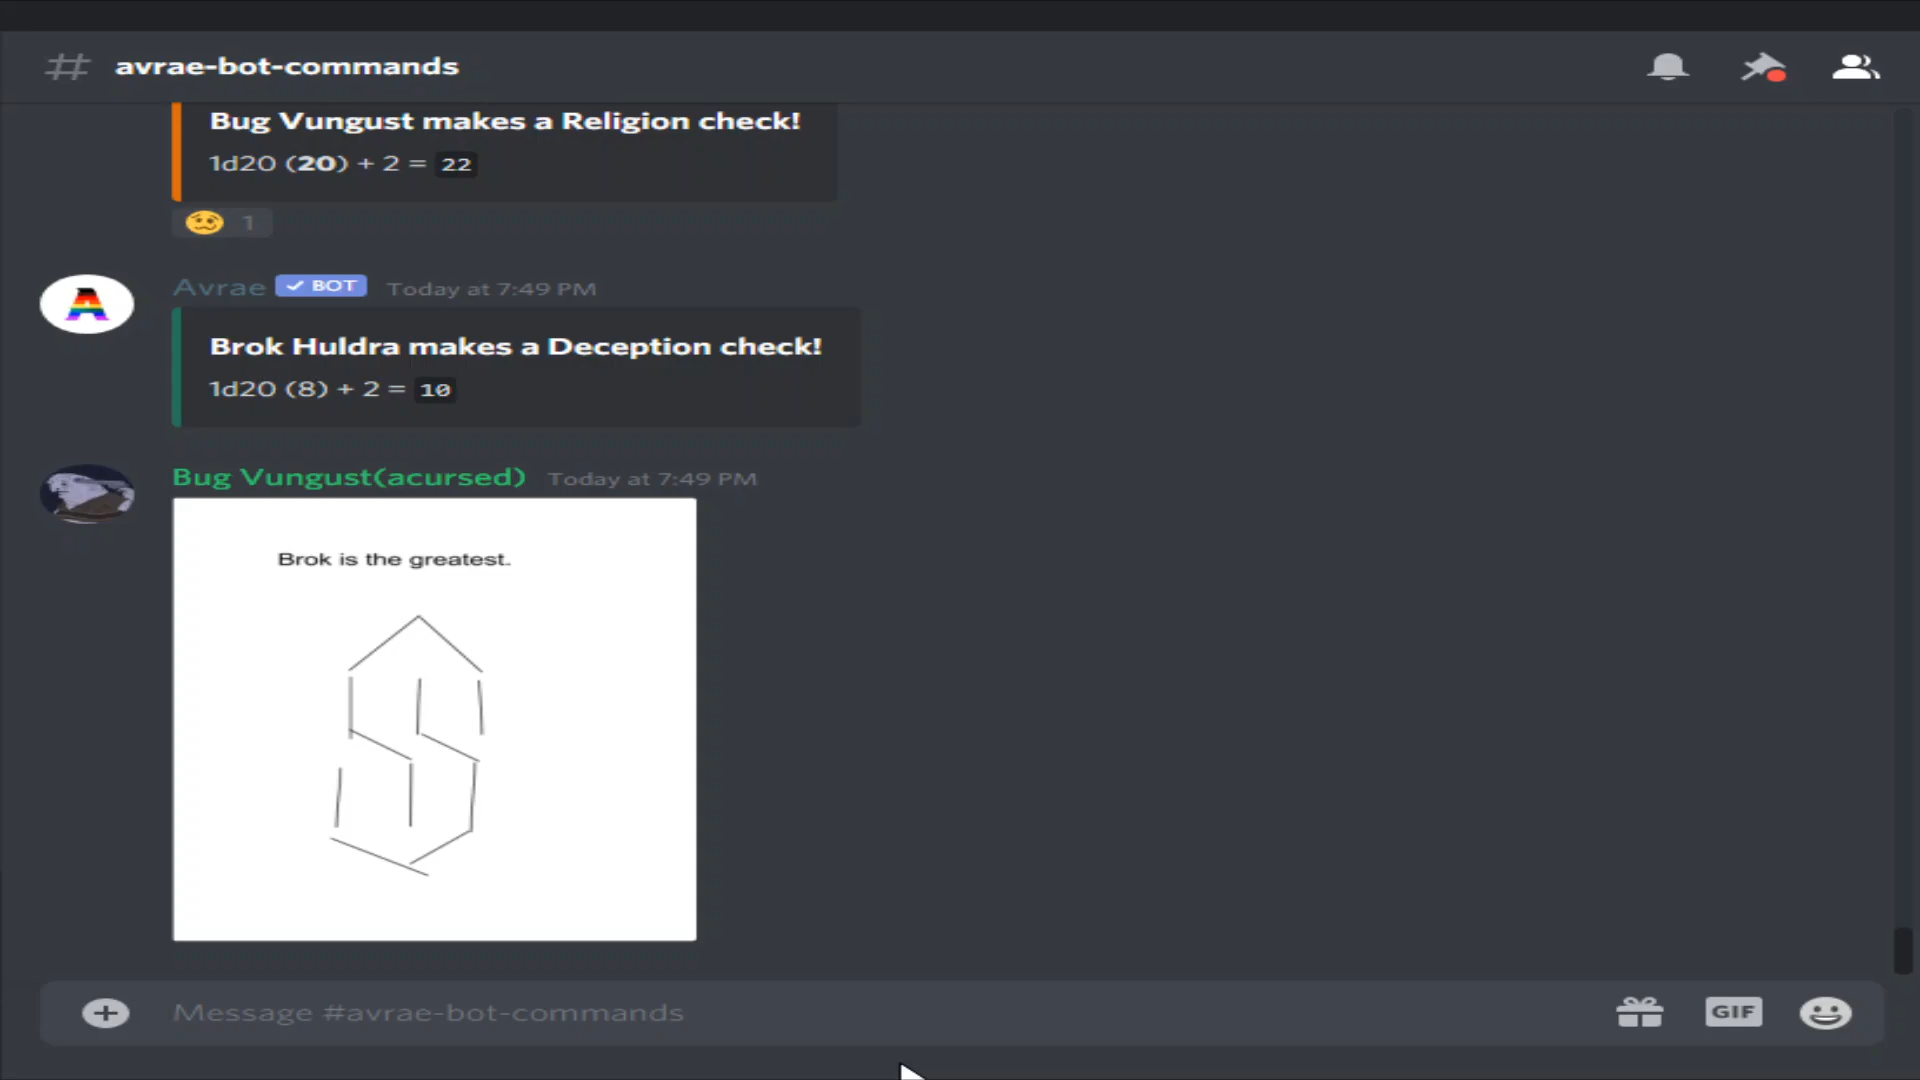 # avrae-bot-commands
Bug Vungust makes a Religion check!
1d20 (20) + 2 = 22
1
A
Avrae BOT Today at 7:49 PM
Brok Huldra makes a Deception check!
1d20 (8) + 2 = 10
Bug Vungust(acursed) Today at 7:49 PM
Brok is the greatest.
Message #avrae-bot-commands
GIF